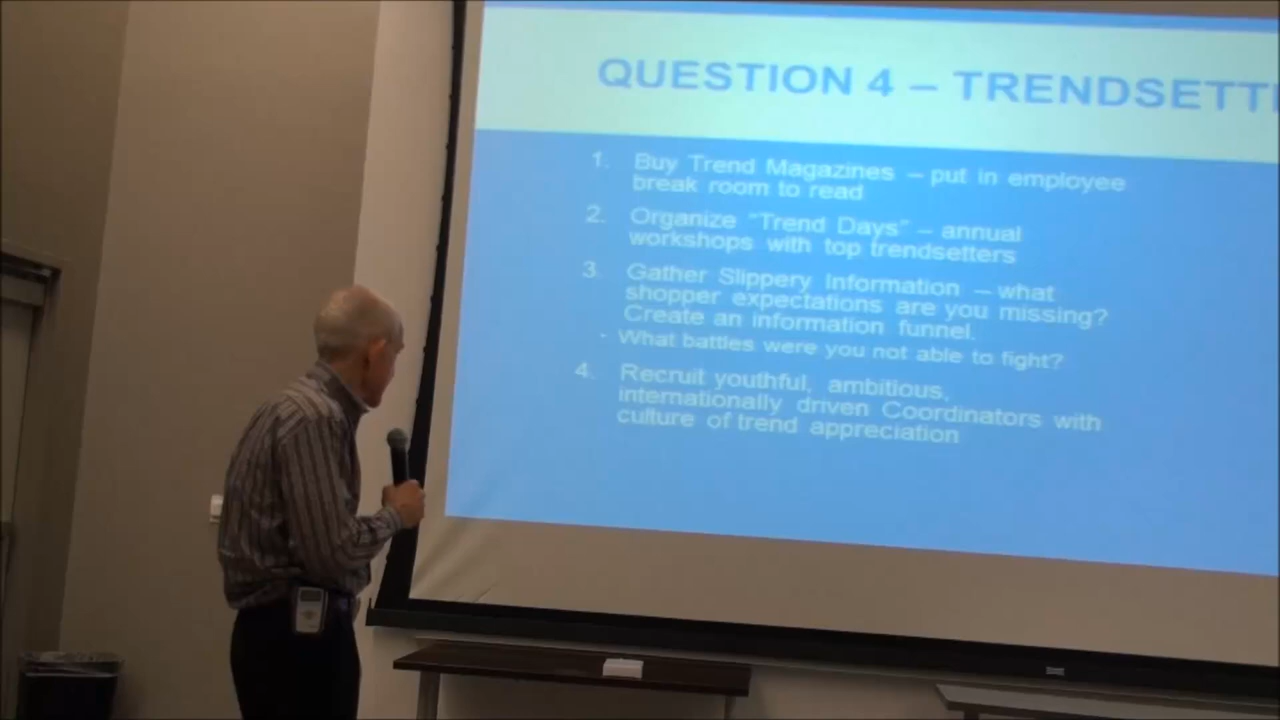 QUESTION 4 – TRENDSETT
1. Buy Trend Magazines – put in employee
break room to read
2. Organize "Trend Days" – annual
workshops with top trendsetters
3. Gather Slippery Information – what
shopper expectations are you missing?
Create an information funnel.
- What battles were you not able to fight?
4. Recruit youthful, ambitious,
internationally driven Coordinators with
culture of trend appreciation